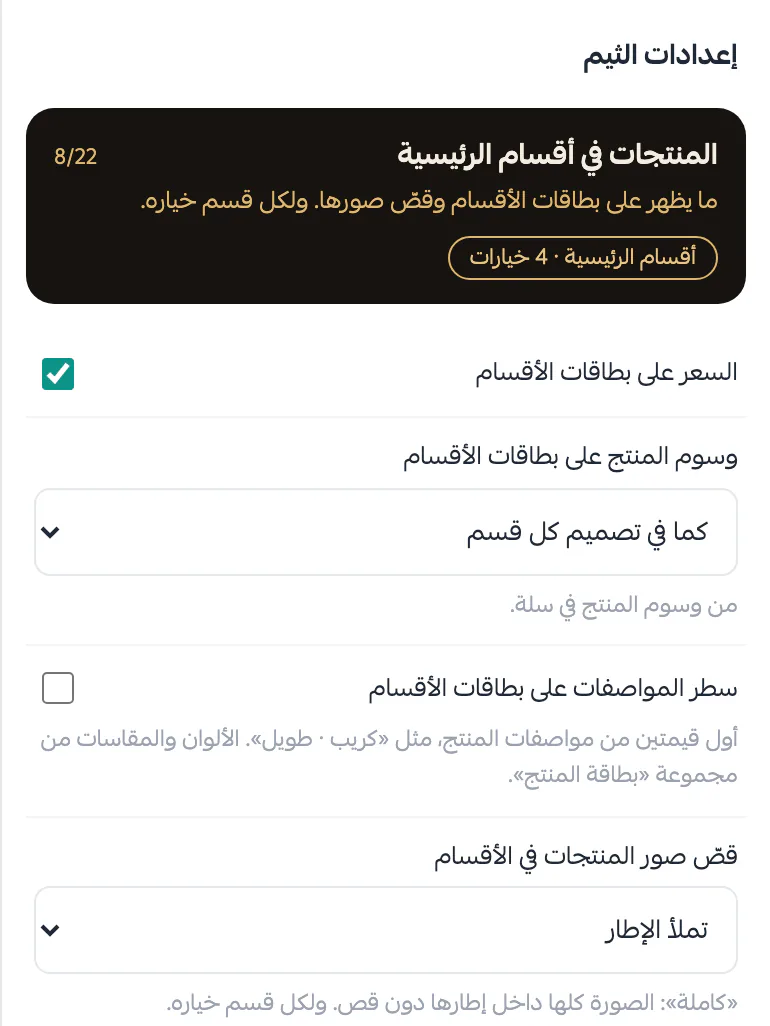 إعدادات الثيم
المنتجات في أقسام الرئيسية
8/22
ما يظهر على بطاقات الأقسام وقصّ صورها. ولكل قسم خياره.
أقسام الرئيسية · 4 خيارات
السعر على بطاقات الأقسام
وسوم المنتج على بطاقات الأقسام
كما في تصميم كل قسم
من وسوم المنتج في سلة.
سطر المواصفات على بطاقات الأقسام
أول قيمتين من مواصفات المنتج، مثل «كريب · طويل». الألوان والمقاسات من
مجموعة «بطاقة المنتج».
قصّ صور المنتجات في الأقسام
تملأ الإطار
«كاملة»: الصورة كلها داخل إطارها دون قص. ولكل قسم خياره.